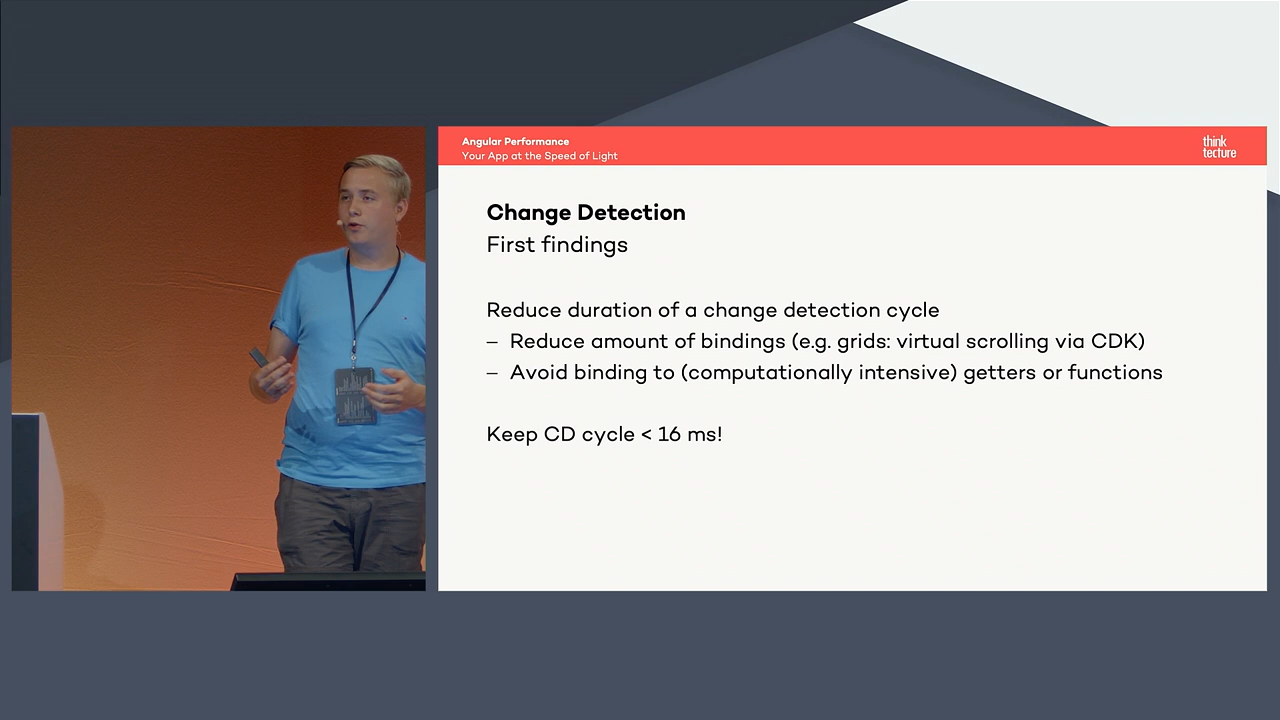 Angular Performance
Your App at the Speed of Light
think
tecture
Change Detection
First findings
Reduce duration of a change detection cycle
– Reduce amount of bindings (e.g. grids: virtual scrolling via CDK)
– Avoid binding to (computationally intensive) getters or functions
Keep CD cycle < 16 ms!